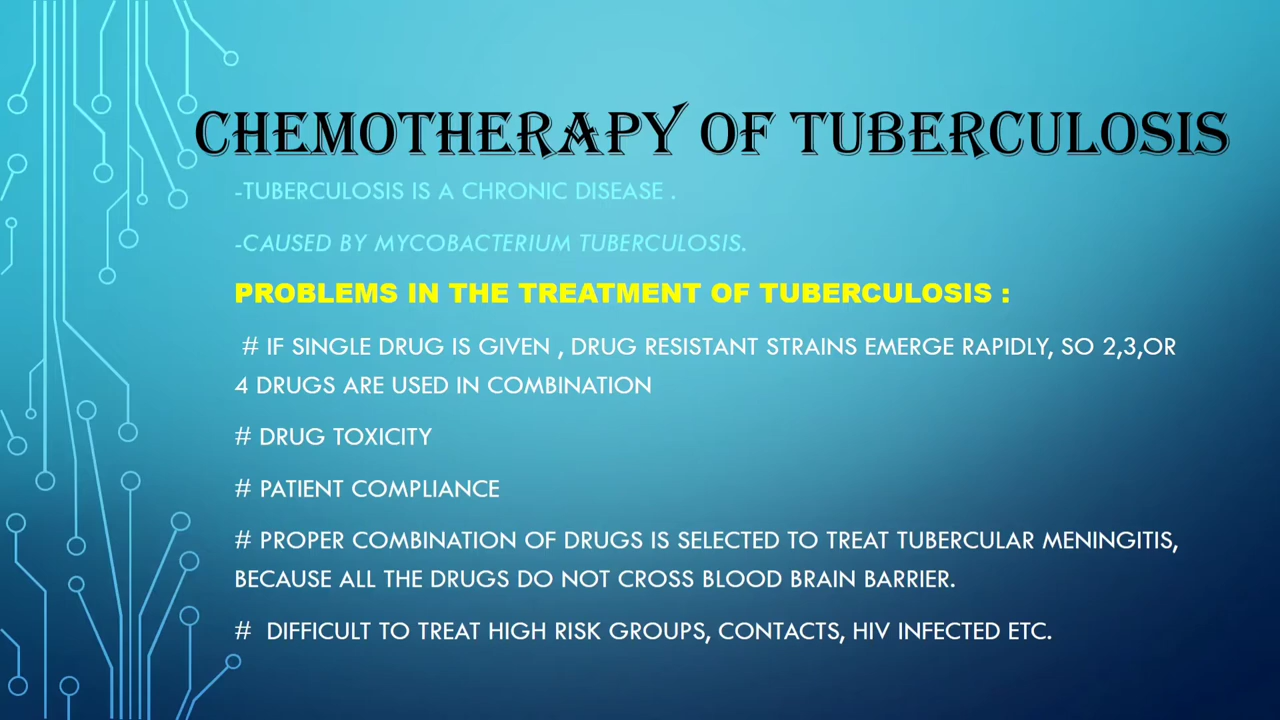 CHEMOTHERAPY OF TUBERCULOSIS
-TUBERCULOSIS IS A CHRONIC DISEASE .
-CAUSED BY MYCOBACTERIUM TUBERCULOSIS.
PROBLEMS IN THE TREATMENT OF TUBERCULOSIS :
# IF SINGLE DRUG IS GIVEN , DRUG RESISTANT STRAINS EMERGE RAPIDLY, SO 2,3,OR
4 DRUGS ARE USED IN COMBINATION
# DRUG TOXICITY
# PATIENT COMPLIANCE
# PROPER COMBINATION OF DRUGS IS SELECTED TO TREAT TUBERCULAR MENINGITIS,
BECAUSE ALL THE DRUGS DO NOT CROSS BLOOD BRAIN BARRIER.
# DIFFICULT TO TREAT HIGH RISK GROUPS, CONTACTS, HIV INFECTED ETC.